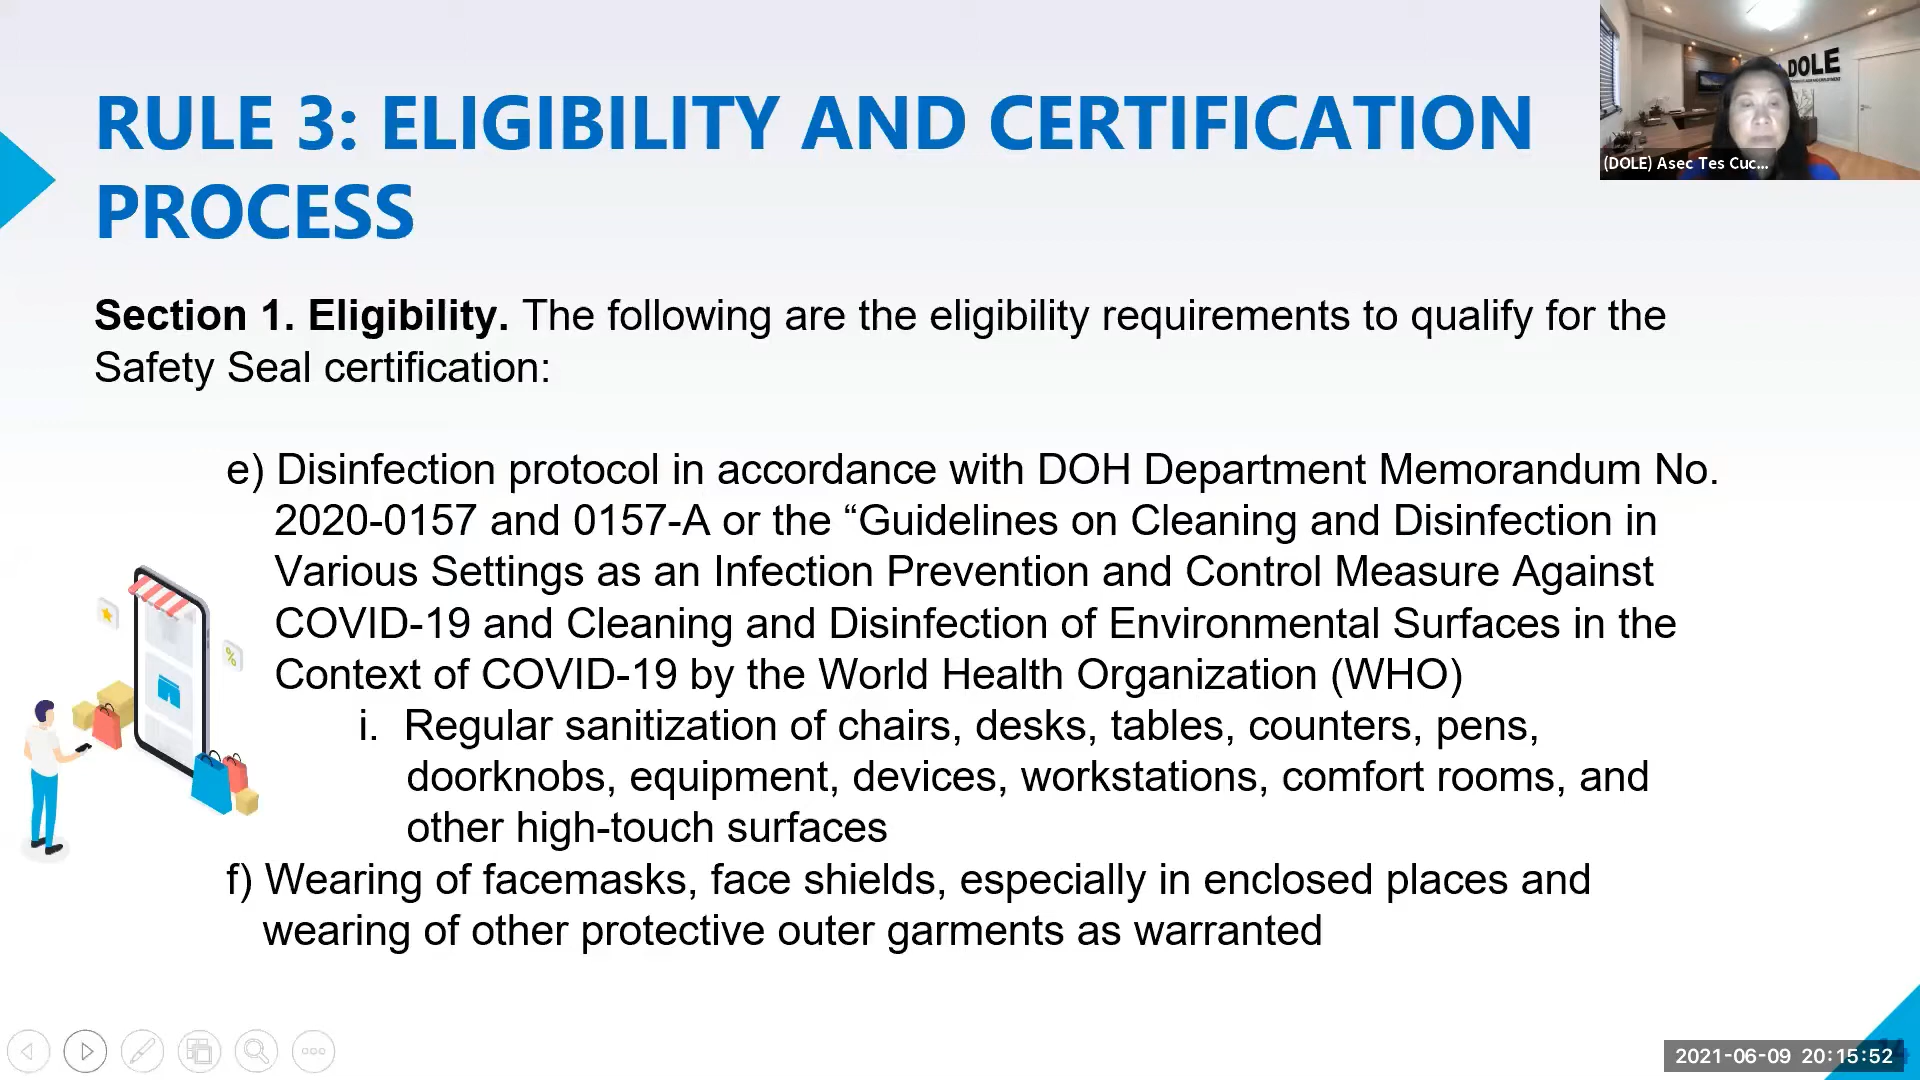 RULE 3: ELIGIBILITY AND CERTIFICATION
PROCESS
DOLE
(DOLE) Asec Tes Cuc...
Section 1. Eligibility. The following are the eligibility requirements to qualify for the
Safety Seal certification:
e) Disinfection protocol in accordance with DOH Department Memorandum No.
2020-0157 and 0157-A or the “Guidelines on Cleaning and Disinfection in
Various Settings as an Infection Prevention and Control Measure Against
COVID-19 and Cleaning and Disinfection of Environmental Surfaces in the
Context of COVID-19 by the World Health Organization (WHO)
i. Regular sanitization of chairs, desks, tables, counters, pens,
doorknobs, equipment, devices, workstations, comfort rooms, and
other high-touch surfaces
f) Wearing of facemasks, face shields, especially in enclosed places and
wearing of other protective outer garments as warranted
%
2021-06-09 20:15:52